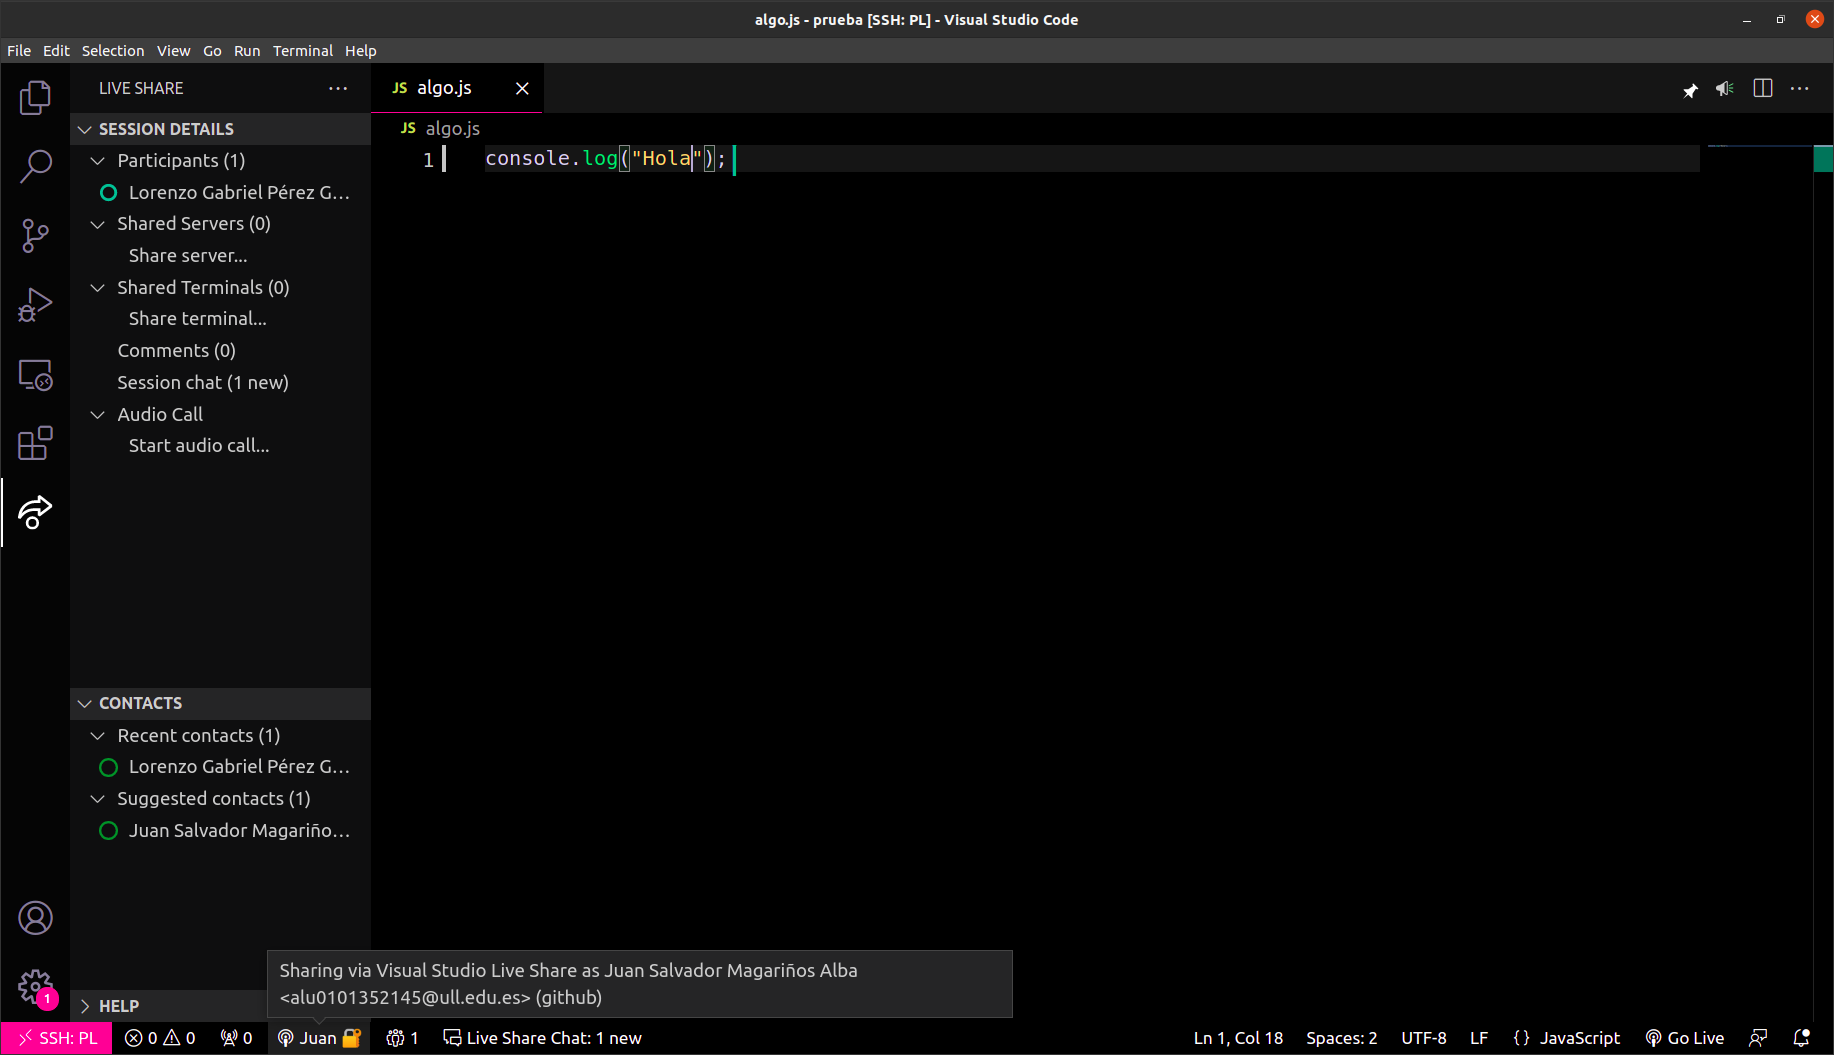 algo.js - prueba [SSH: PL] - Visual Studio Code
File Edit Selection View Go Run Terminal Help
LIVE SHARE
SESSION DETAILS
Participants (1)
Lorenzo Gabriel Pérez G...
Shared Servers (0)
Share server...
Shared Terminals (0)
Share terminal...
Comments (0)
Session chat (1 new)
Audio Call
Start audio call...
CONTACTS
Recent contacts (1)
Lorenzo Gabriel Pérez G...
Suggested contacts (1)
Juan Salvador Magariño...
HELP
JS algo.js
JS algo.js
1 console.log("Hola");
Sharing via Visual Studio Live Share as Juan Salvador Magariños Alba
<alu0101352145@ull.edu.es> (github)
1
SSH: PL 0 0 0 Juan 1 Live Share Chat: 1 new Ln 1, Col 18 Spaces: 2 UTF-8 LF {} JavaScript Go Live